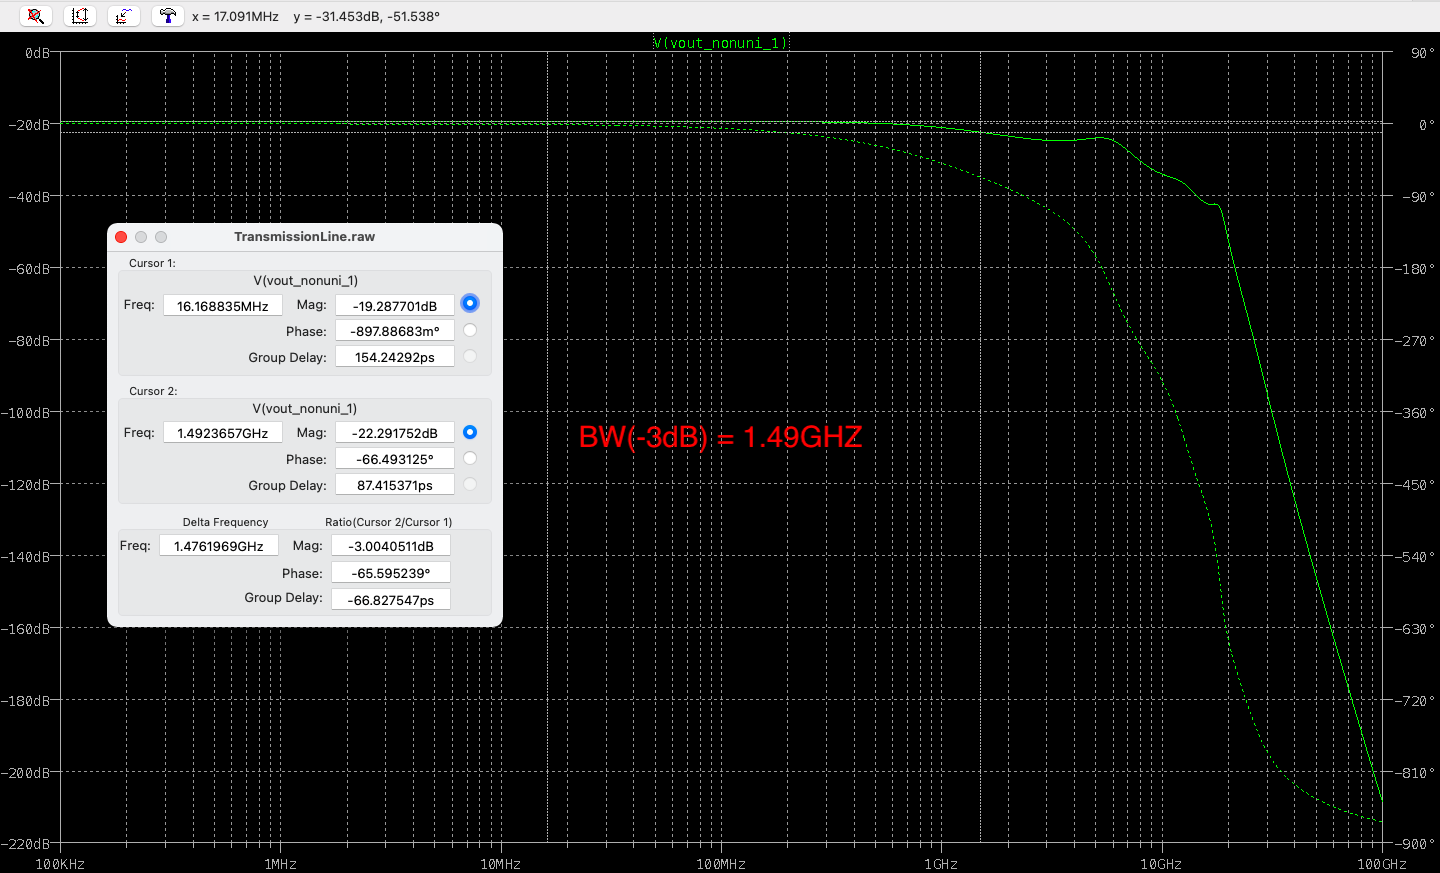 x = 17.091MHz y = -31.453dB, -51.538°
V(vout_nonuni_1)
0dB
-20dB
-40dB
-60dB
-80dB
-100dB
-120dB
-140dB
-160dB
-180dB
-200dB
-220dB
90°
0°
-90°
-180°
-270°
-360°
-450°
-540°
-630°
-720°
-810°
-900°
TransmissionLine.raw
Cursor 1:
V(vout_nonuni_1)
Freq: 16.168835MHz Mag: -19.287701dB
Phase: -897.88683m°
Group Delay: 154.24292ps
Cursor 2:
V(vout_nonuni_1)
Freq: 1.4923657GHz Mag: -22.291752dB
Phase: -66.493125°
Group Delay: 87.415371ps
Delta Frequency Ratio(Cursor 2/Cursor 1)
Freq: 1.4761969GHz Mag: -3.0040511dB
Phase: -65.595239°
Group Delay: -66.827547ps
BW(-3dB) = 1.49GHZ
100KHz 1MHz 10MHz 100MHz 1GHz 10GHz 100GHz